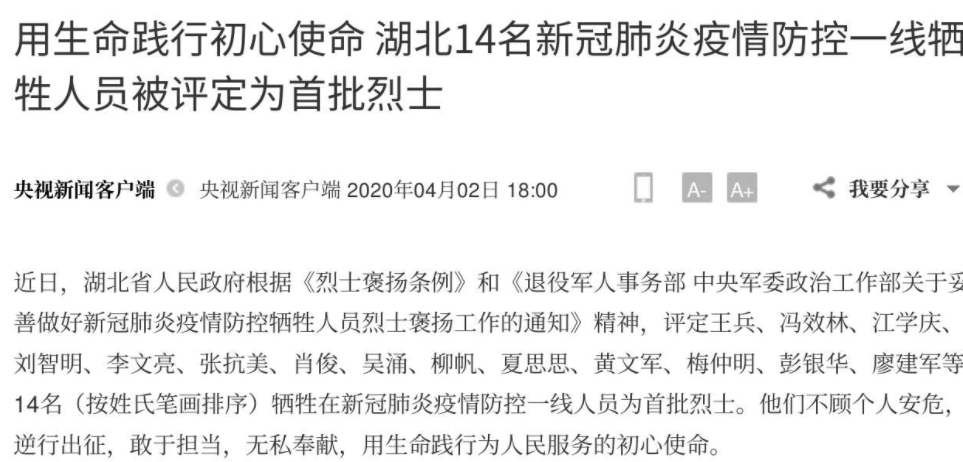 用生命践行初心使命 湖北14名新冠肺炎疫情防控一线牺
牲人员被评定为首批烈士
央视新闻客户端 央视新闻客户端 2020年04月02日 18:00 A- A+ 我要分享
近日，湖北省人民政府根据《烈士褒扬条例》和《退役军人事务部 中央军委政治工作部关于妥
善做好新冠肺炎疫情防控牺牲人员烈士褒扬工作的通知》精神，评定王兵、冯效林、江学庆、
刘智明、李文亮、张抗美、肖俊、吴涌、柳帆、夏思思、黄文军、梅仲明、彭银华、廖建军等
14名（按姓氏笔画排序）牺牲在新冠肺炎疫情防控一线人员为首批烈士。他们不顾个人安危，
逆行出征，敢于担当，无私奉献，用生命践行为人民服务的初心使命。